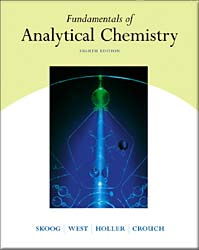 Fundamentals of
Analytical Chemistry
EIGHTH EDITION
SKOOG | WEST | HOLLER | CROUCH